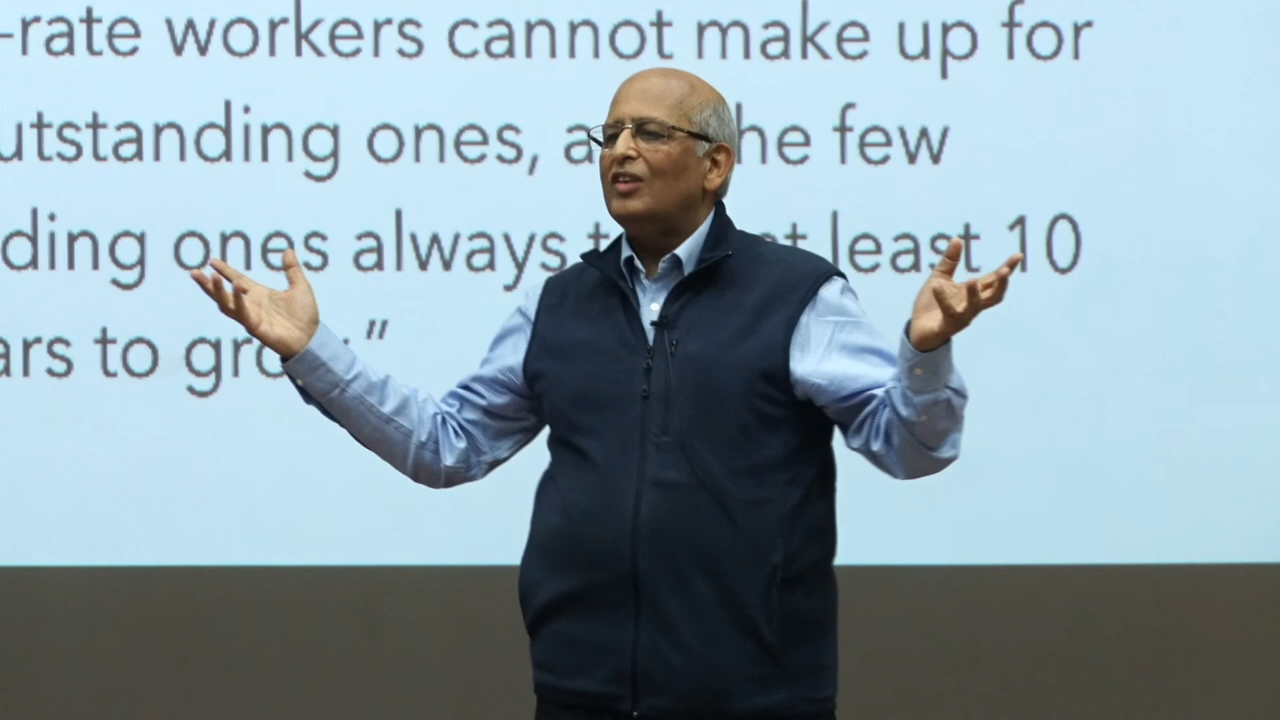 -rate workers cannot make up for
utstanding ones, a he few
ding ones always t t least 10
ars to gro."